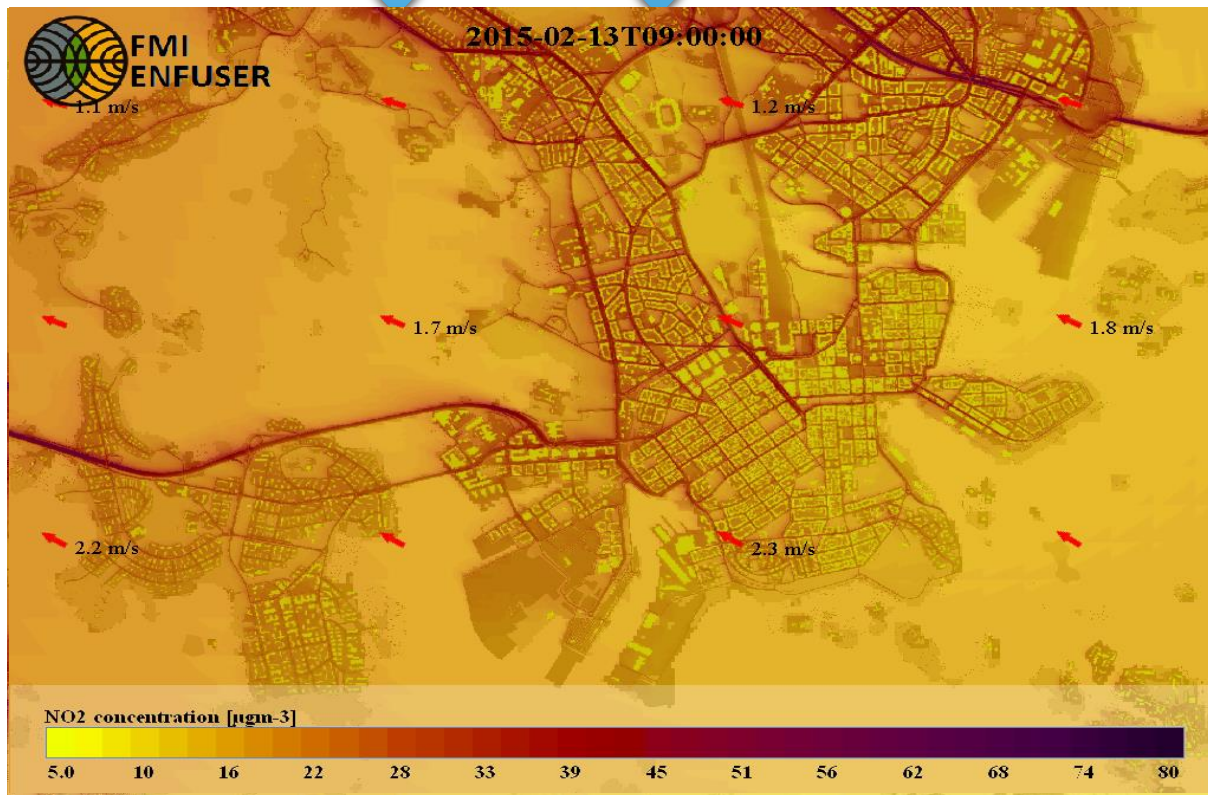 2015-02-13T09:00:00
FMI
ENFUSER
1.1 m/s
1.2 m/s
1.7 m/s
1.8 m/s
2.2 m/s
2.3 m/s
NO2 concentration [µgm-3]
5.0 10 16 22 28 33 39 45 51 56 62 68 74 80